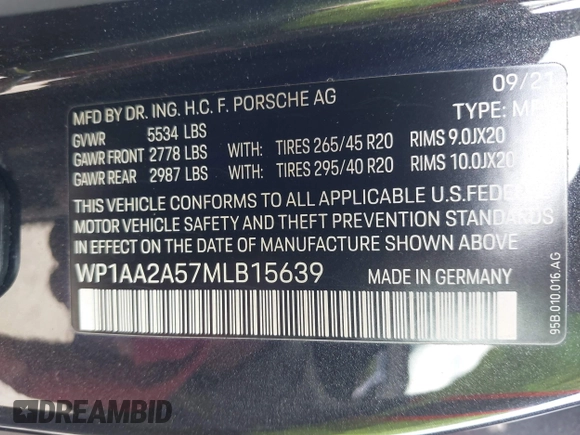 09/21
MFD BY DR. ING. H.C. F. PORSCHE AG
TYPE:
GVWR 5534 LBS
GAWR FRONT 2778 LBS WITH: TIRES 265/45 R20 RIMS 9.0JX20
GAWR REAR 2987 LBS WITH: TIRES 295/40 R20 RIMS 10.0JX20
THIS VEHICLE CONFORMS TO ALL APPLICABLE U.S.
MOTOR VEHICLE SAFETY AND THEFT PREVENTION STANDARDS
IN EFFECT ON THE DATE OF MANUFACTURE SHOWN ABOVE
WP1AA2A57MLB15639
MADE IN GERMANY
95B.010.016.AG
DREAMBID